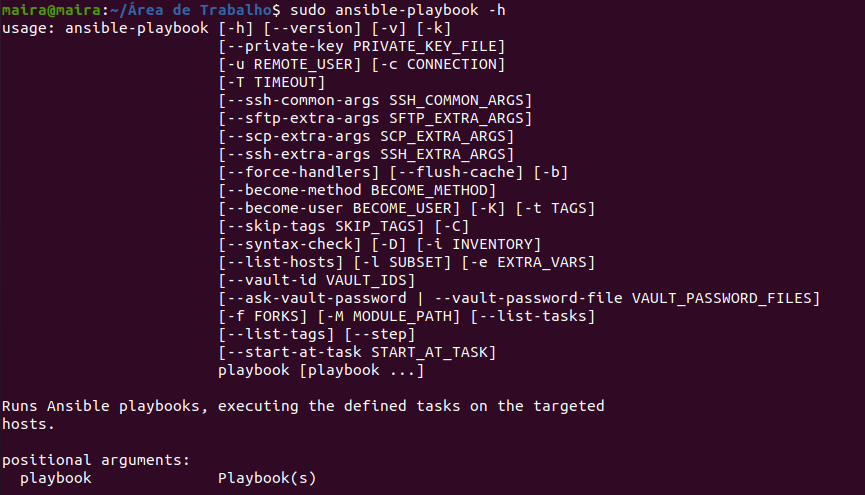 maira@maira:~/Área de Trabalho$ sudo ansible-playbook -h
usage: ansible-playbook [-h] [--version] [-v] [-k]
                        [--private-key PRIVATE_KEY_FILE]
                        [-u REMOTE_USER] [-c CONNECTION]
                        [-T TIMEOUT]
                        [--ssh-common-args SSH_COMMON_ARGS]
                        [--sftp-extra-args SFTP_EXTRA_ARGS]
                        [--scp-extra-args SCP_EXTRA_ARGS]
                        [--ssh-extra-args SSH_EXTRA_ARGS]
                        [--force-handlers] [--flush-cache] [-b]
                        [--become-method BECOME_METHOD]
                        [--become-user BECOME_USER] [-K] [-t TAGS]
                        [--skip-tags SKIP_TAGS] [-C]
                        [--syntax-check] [-D] [-i INVENTORY]
                        [--list-hosts] [-l SUBSET] [-e EXTRA_VARS]
                        [--vault-id VAULT_IDS]
                        [--ask-vault-password | --vault-password-file VAULT_PASSWORD_FILES]
                        [-f FORKS] [-M MODULE_PATH] [--list-tasks]
                        [--list-tags] [--step]
                        [--start-at-task START_AT_TASK]
                        playbook [playbook ...]

Runs Ansible playbooks, executing the defined tasks on the targeted
hosts.

positional arguments:
  playbook              Playbook(s)